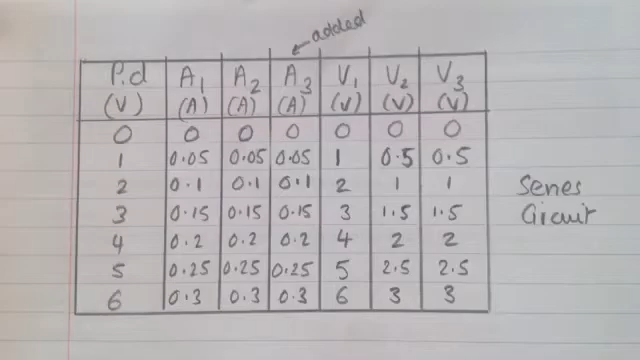 added
P.d A1 A2 A3 V1 V2 V3
(V) (A) (A) (A) (V) (V) (V)
0 0 0 0 0 0 0
1 0.05 0.05 0.05 1 0.5 0.5
2 0.1 0.1 0.1 2 1 1
3 0.15 0.15 0.15 3 1.5 1.5
4 0.2 0.2 0.2 4 2 2
5 0.25 0.25 0.25 5 2.5 2.5
6 0.3 0.3 0.3 6 3 3
Series
Circuit